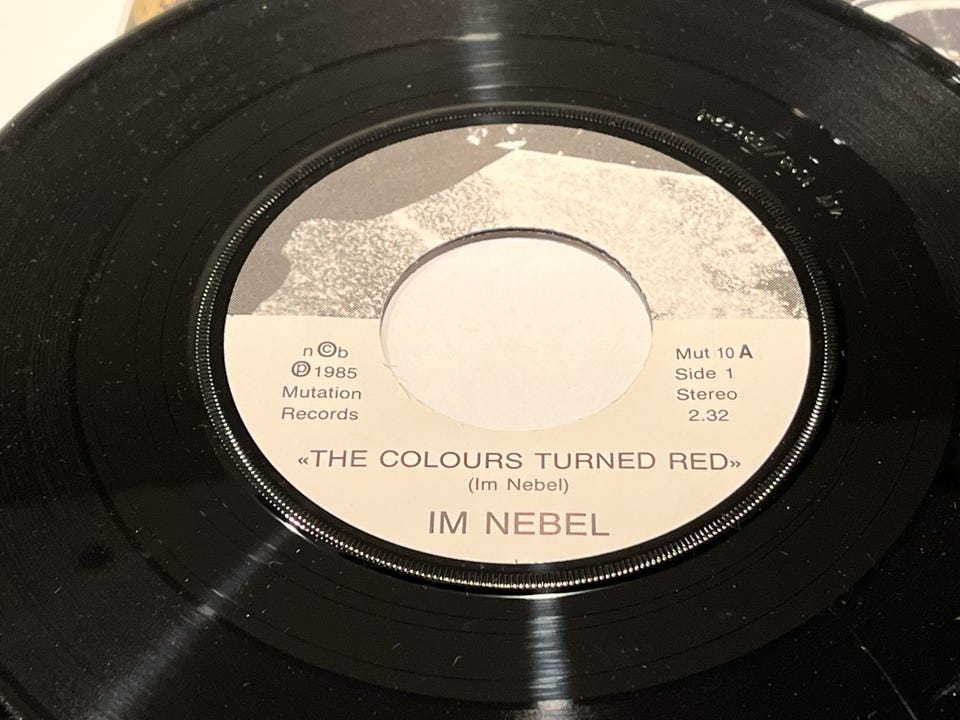 n©b
℗ 1985
Mutation
Records
Mut 10 A
Side 1
Stereo
2.32
«THE COLOURS TURNED RED»
(Im Nebel)
IM NEBEL